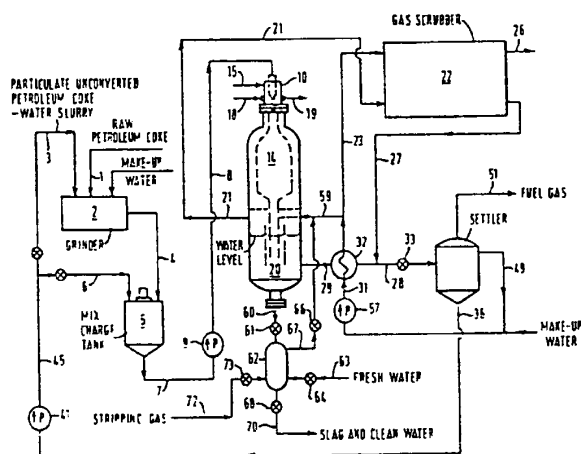 GAS SCRUBBER
21
26
15
10
18
19
22
PARTICULATE UNCONVERTED
PETROLEUM COKE
-WATER SLURRY
3
RAW
PETROLEUM COKE
1
MAKE-UP
WATER
8
14
23
27
51
FUEL GAS
2
GRINDER
21
59
SETTLER
WATER
LEVEL
32
33
4
20
29
28
49
6
31
5
MIX
CHARGE
TANK
60
61
66
67
P
57
36
MAKE-UP
WATER
9
P
62
63
45
73
FRESH WATER
64
7
72
68
STRIPPING GAS
P
70
SLAG AND CLEAN WATER